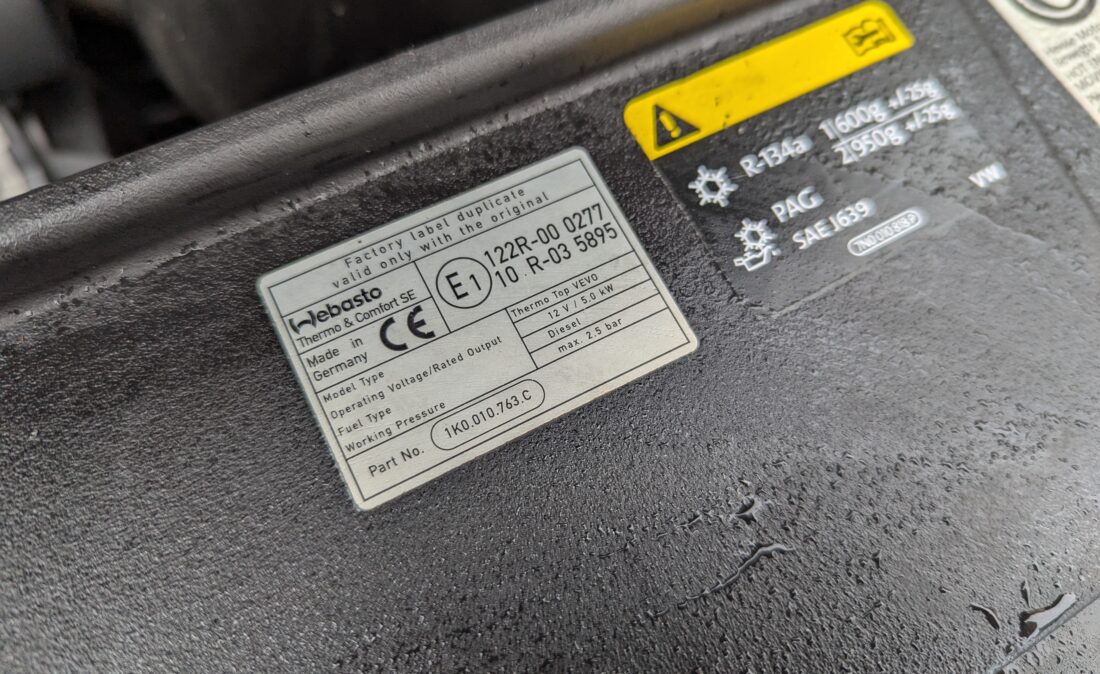 Factory label duplicate
valid only with the original
Webasto
Thermo & Comfort SE
Made in
Germany
CE
E1
122R-00 0277
10 R-03 5895
Model Type
Thermo Top VEVO
Operating Voltage/Rated Output
12 V / 5.0 kW
Fuel Type
Diesel
Working Pressure
max. 2.5 bar
Part No.
1K0.010.763.C
R-134a
1)600g +/-25g
2)950g +/-25g
PAG
SAEJ639
VW